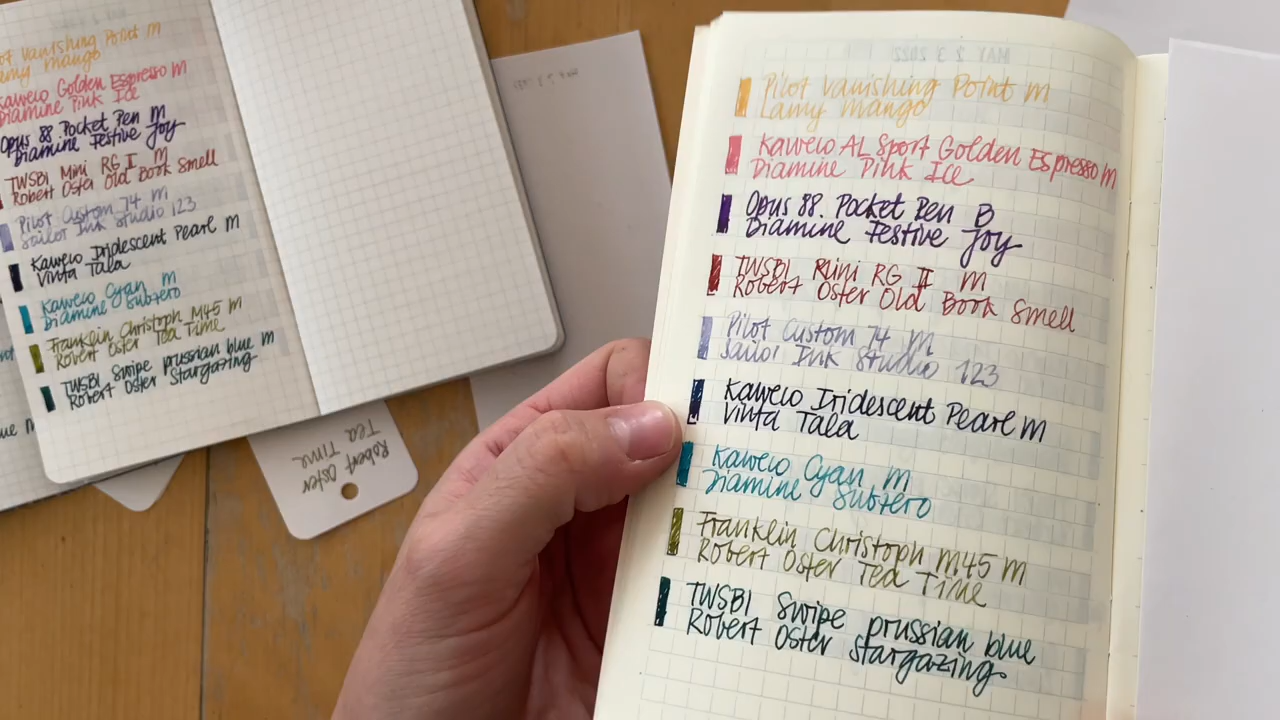 Pilot Vanishing Point M
Lamy Mango
Kaweco Golden Espresso M
Diamine Pink Ice
Opus 88 Pocket Pen M
Diamine Festive Joy
TWSBI Mini RG II M
Robert Oster Old Book Smell
Pilot Custom 74 M
Sailor Ink Studio 123
Kaweco Iridescent Pearl M
Vinta Tala
Kaweco Cyan M
Diamine Subzero
Franklin Christoph M45 M
Robert Oster Tea Time
TWSBI Swipe prussian blue M
Robert Oster Stargazing
Robert Oster
Tea Time
MAY 2 3 2022
Pilot Vanishing Point M
Lamy Mango
Kaweco AL Sport Golden Espresso M
Diamine Pink Ice
Opus 88 Pocket Pen B
Diamine Festive Joy
TWSBI Mini RG II M
Robert Oster Old Book Smell
Pilot Custom 74 M
Sailor Ink Studio 123
Kaweco Iridescent Pearl M
Vinta Tala
Kaweco Cyan M
Diamine Subzero
Franklin Christoph M45 M
Robert Oster Tea Time
TWSBI Swipe prussian blue
Robert Oster Stargazing